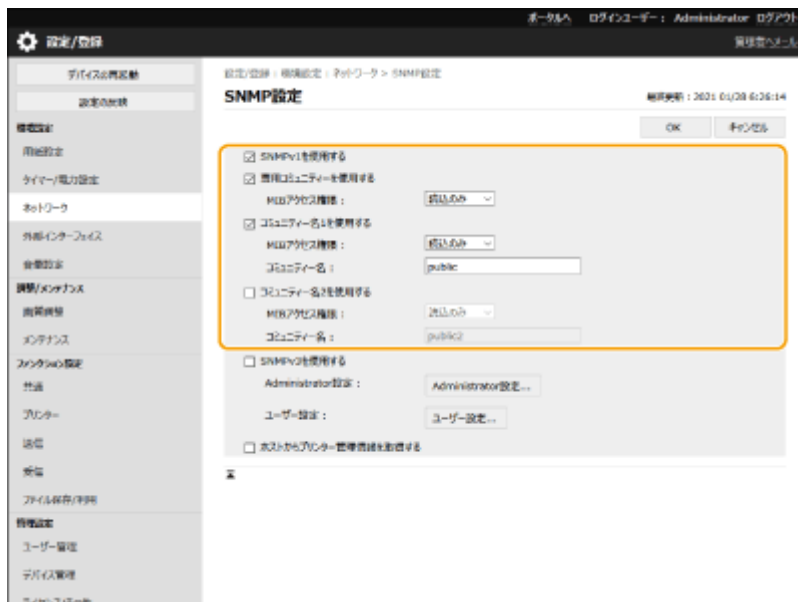 ポータルへ ログインユーザー： Administrator ログアウト
設定/登録
管理者へメール
デバイスの再起動
設定の反映
環境設定
用紙設定
タイマー/電力設定
ネットワーク
外部インターフェイス
音量設定
調整/メンテナンス
画質調整
メンテナンス
ファンクション設定
共通
プリンター
送信
受信
ファイル保存/利用
管理設定
ユーザー管理
デバイス管理
設定/登録：環境設定：ネットワーク > SNMP設定
SNMP設定
最終更新：2021 01/28 6:26:14
OK キャンセル
SNMPv1を使用する
専用コミュニティーを使用する
MIBアクセス権限： 読込のみ
コミュニティー名1を使用する
MIBアクセス権限： 読込のみ
コミュニティー名： public
コミュニティー名2を使用する
MIBアクセス権限： 読込のみ
コミュニティー名： public2
SNMPv3を使用する
Administrator設定： Administrator設定...
ユーザー設定： ユーザー設定...
ホストからプリンター管理情報を取得する